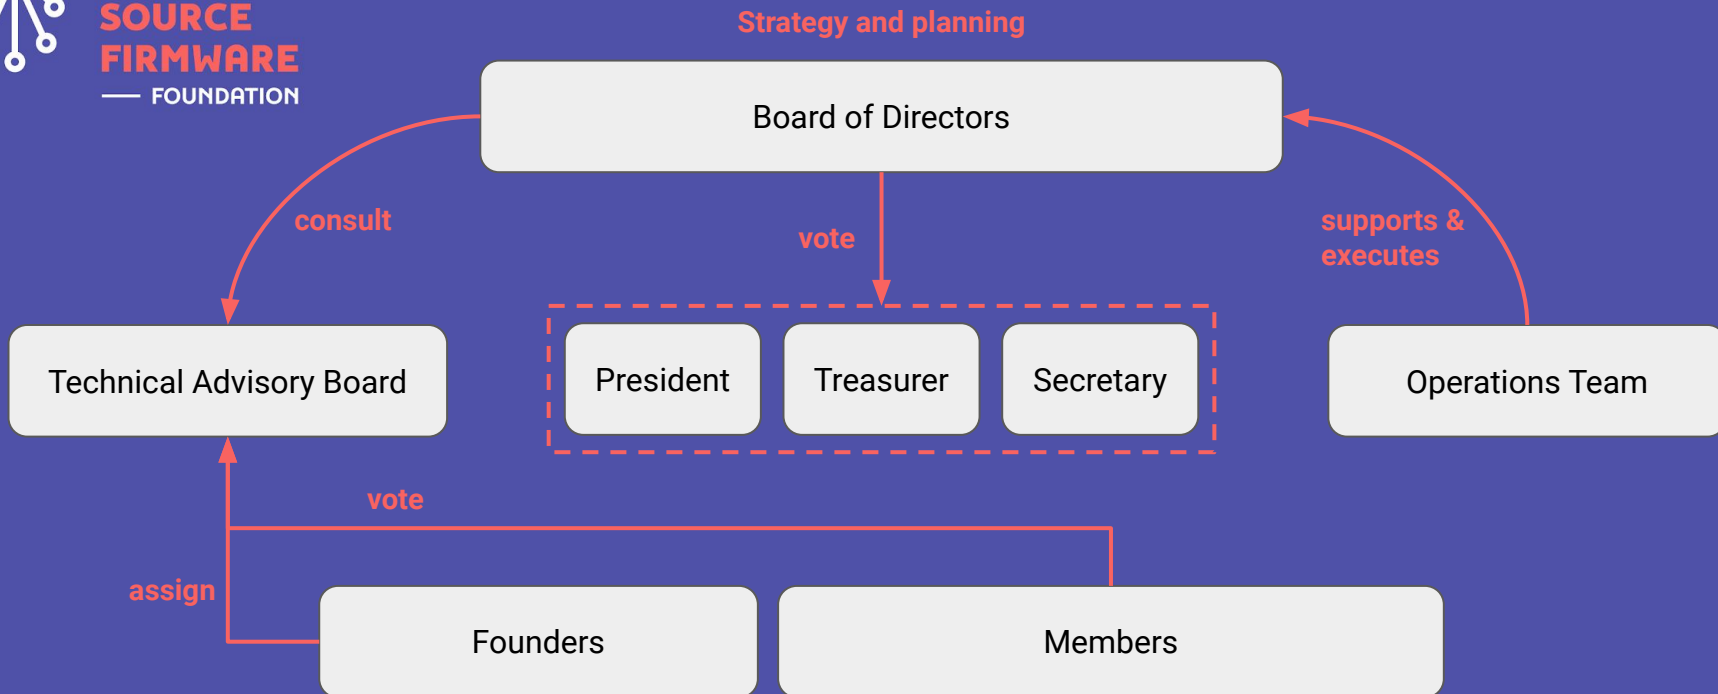 SOURCE
FIRMWARE
FOUNDATION
Strategy and planning
Board of Directors
consult
vote
supports &
executes
Technical Advisory Board
President
Treasurer
Secretary
Operations Team
vote
assign
Founders
Members